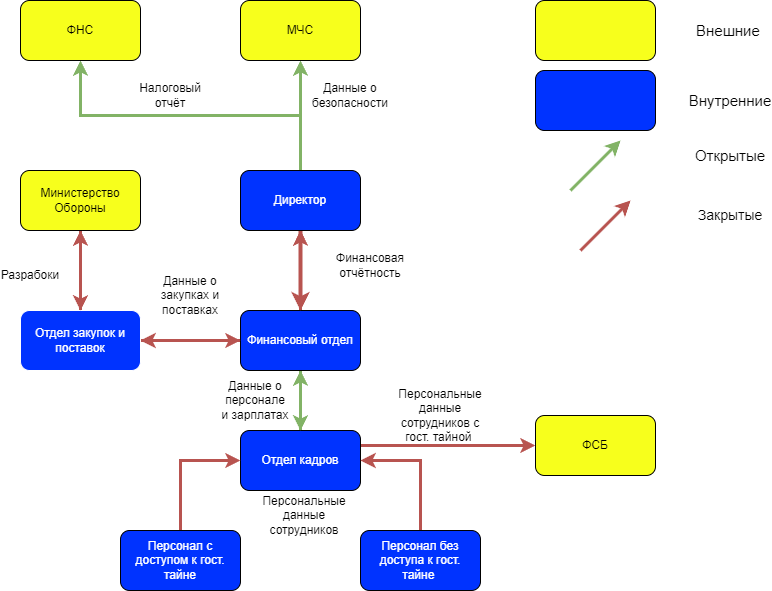 ФНС
МЧС
Внешние
Налоговый
отчёт
Данные о
безопасности
Внутренние
Открытые
Министерство
Обороны
Директор
Закрытые
Разрабоки
Данные о
закупках и
поставках
Финансовая
отчётность
Отдел закупок и
поставок
Финансовый отдел
Данные о
персонале
и зарплатах
Персональные
данные
сотрудников с
гост. тайной
Отдел кадров
ФСБ
Персональные
данные
сотрудников
Персонал с
доступом к гост.
тайне
Персонал без
доступа к гост.
тайне